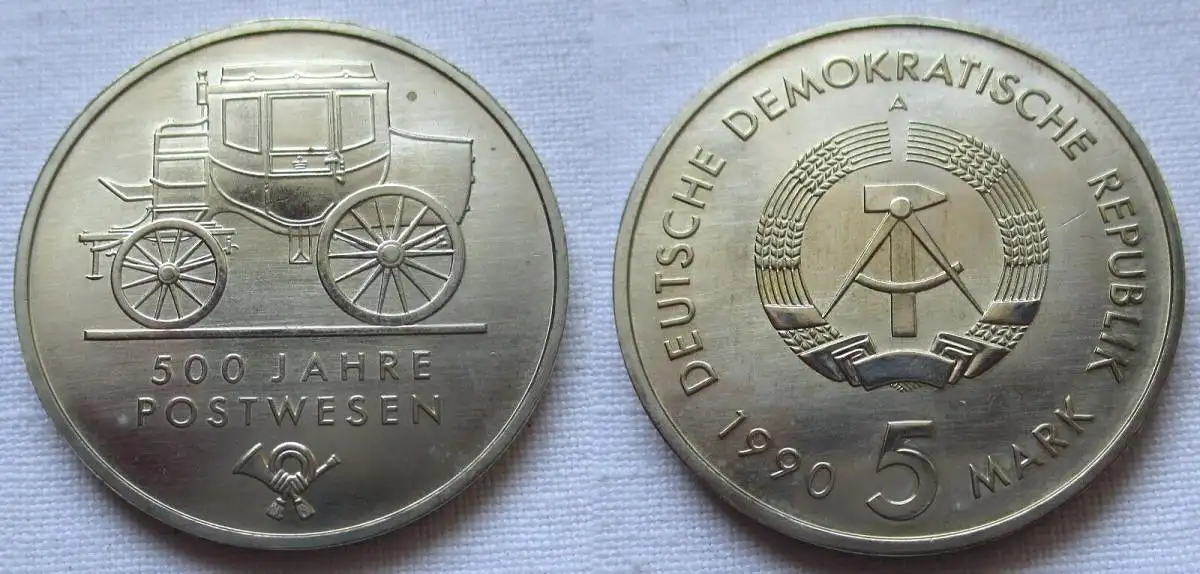 500 JAHRE
POSTWESEN
DEUTSCHE DEMOKRATISCHE REPUBLIK
A
1990 5 MARK